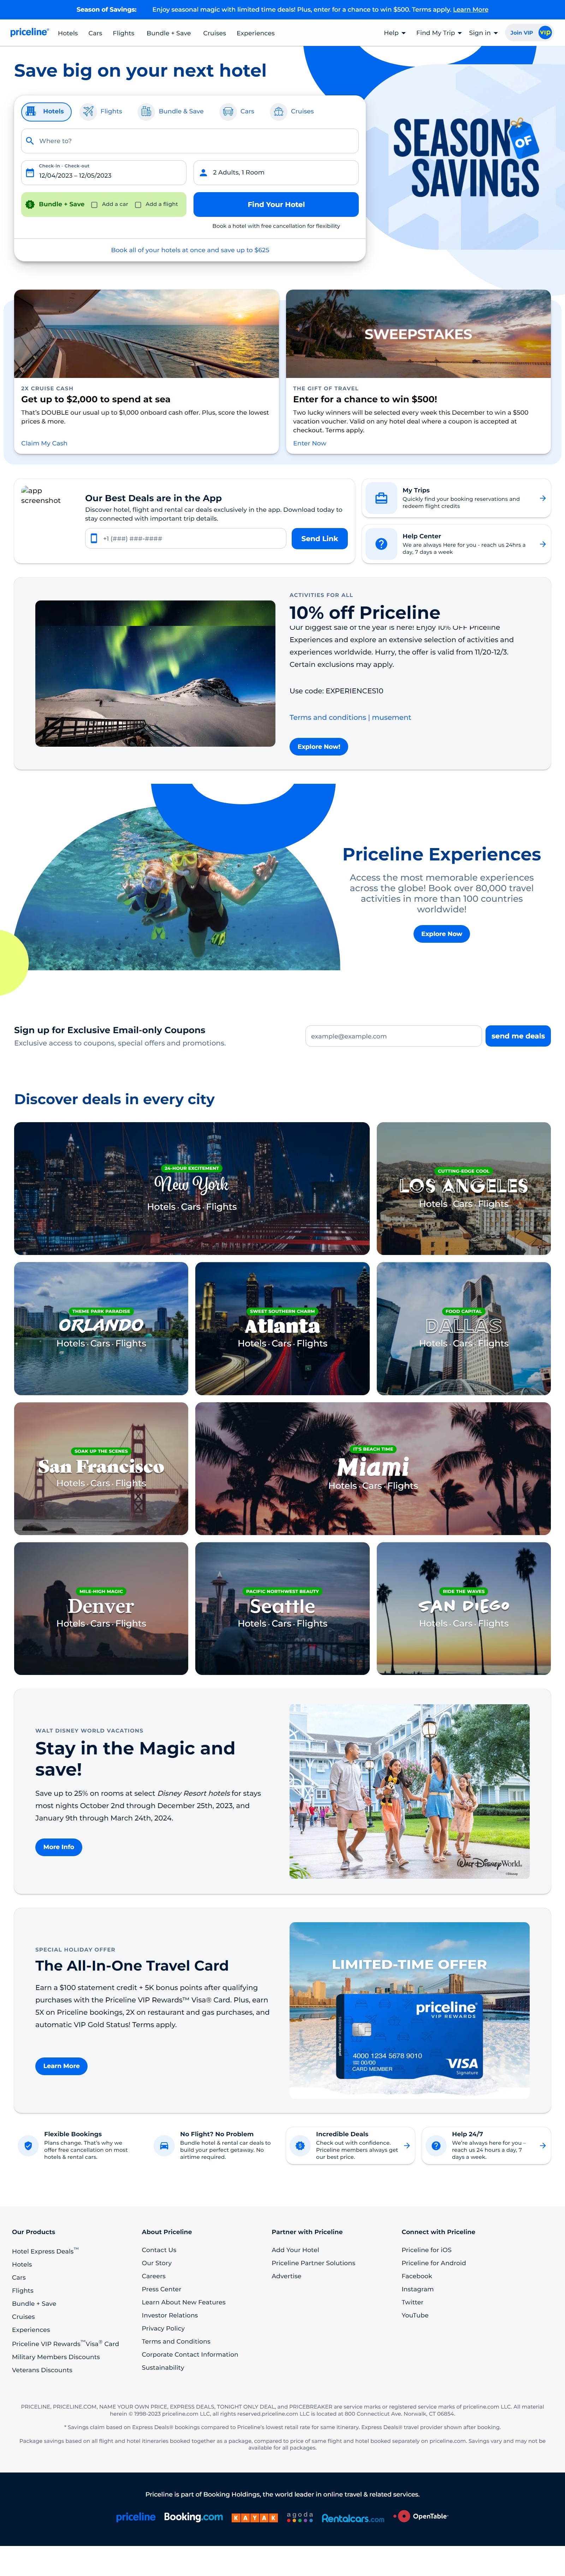 Season of Savings: Enjoy seasonal magic with limited time deals! Plus, enter for a chance to win $500. Terms apply. Learn More
priceline® Hotels Cars Flights Bundle + Save Cruises Experiences Help Find My Trip Sign in Join VIP VIP
Save big on your next hotel
Hotels Flights Bundle & Save Cars Cruises
Where to?
Check-in - Check-out
12/04/2023 – 12/05/2023
2 Adults, 1 Room
Bundle + Save Add a car Add a flight
Find Your Hotel
Book a hotel with free cancellation for flexibility
Book all of your hotels at once and save up to $625
SEASON
OF
SAVINGS
2X CRUISE CASH
Get up to $2,000 to spend at sea
That's DOUBLE our usual up to $1,000 onboard cash offer. Plus, score the lowest
prices & more.
Claim My Cash
SWEEPSTAKES
THE GIFT OF TRAVEL
Enter for a chance to win $500!
Two lucky winners will be selected every week this December to win a $500
vacation voucher. Valid on any hotel deal where a coupon is accepted at
checkout. Terms apply.
Enter Now
app
screenshot
Our Best Deals are in the App
Discover hotel, flight and rental car deals exclusively in the app. Download today to
stay connected with important trip details.
+1 (###) ###-####
Send Link
My Trips
Quickly find your booking reservations and
redeem flight credits
Help Center
We are always Here for you - reach us 24hrs a
day, 7 days a week
ACTIVITIES FOR ALL
10% off Priceline
Our biggest sale of the year is here! Enjoy 10% OFF Priceline
Experiences and explore an extensive selection of activities and
experiences worldwide. Hurry, the offer is valid from 11/20-12/3.
Certain exclusions may apply.
Use code: EXPERIENCES10
Terms and conditions | musement
Explore Now!
Priceline Experiences
Access the most memorable experiences
across the globe! Book over 80,000 travel
activities in more than 100 countries
worldwide!
Explore Now
Sign up for Exclusive Email-only Coupons
Exclusive access to coupons, special offers and promotions.
example@example.com
send me deals
Discover deals in every city
24-HOUR EXCITEMENT
New York
Hotels · Cars · Flights
CUTTING-EDGE COOL
LOS ANGELES
Hotels · Cars · Flights
THEME PARK PARADISE
ORLANDO
Hotels · Cars · Flights
SWEET SOUTHERN CHARM
Atlanta
Hotels · Cars · Flights
FOOD CAPITAL
DALLAS
Hotels · Cars · Flights
SOAK UP THE SCENES
San Francisco
Hotels · Cars · Flights
IT'S BEACH TIME
Miami
Hotels · Cars · Flights
MILE-HIGH MAGIC
Denver
Hotels · Cars · Flights
PACIFIC NORTHWEST BEAUTY
Seattle
Hotels · Cars · Flights
RIDE THE WAVES
SAN DIEGO
Hotels · Cars · Flights
WALT DISNEY WORLD VACATIONS
Stay in the Magic and
save!
Save up to 25% on rooms at select Disney Resort hotels for stays
most nights October 2nd through December 25th, 2023, and
January 9th through March 24th, 2024.
More Info
Walt Disney World.
©Disney
SPECIAL HOLIDAY OFFER
The All-In-One Travel Card
Earn a $100 statement credit + 5K bonus points after qualifying
purchases with the Priceline VIP Rewards™ Visa® Card. Plus, earn
5X on Priceline bookings, 2X on restaurant and gas purchases, and
automatic VIP Gold Status! Terms apply.
Learn More
LIMITED-TIME OFFER
priceline®
VIP REWARDS
4000 1234 5678 9010
00/00
CARD MEMBER
VISA
Signature
Flexible Bookings
Plans change. That's why we
offer free cancellation on most
hotels & rental cars.
No Flight? No Problem
Bundle hotel & rental car deals to
build your perfect getaway. No
airtime required.
Incredible Deals
Check out with confidence.
Priceline members always get
our best price.
Help 24/7
We're always here for you –
reach us 24 hours a day, 7
days a week.
Our Products
Hotel Express Deals™
Hotels
Cars
Flights
Bundle + Save
Cruises
Experiences
Priceline VIP Rewards™Visa® Card
Military Members Discounts
Veterans Discounts
About Priceline
Contact Us
Our Story
Careers
Press Center
Learn About New Features
Investor Relations
Privacy Policy
Terms and Conditions
Corporate Contact Information
Sustainability
Partner with Priceline
Add Your Hotel
Priceline Partner Solutions
Advertise
Connect with Priceline
Priceline for iOS
Priceline for Android
Facebook
Instagram
Twitter
YouTube
PRICELINE, PRICELINE.COM, NAME YOUR OWN PRICE, EXPRESS DEALS, TONIGHT ONLY DEAL, and PRICEBREAKER are service marks or registered service marks of priceline.com LLC. All material
herein © 1998-2023 priceline.com LLC, all rights reserved.priceline.com LLC is located at 800 Connecticut Ave. Norwalk, CT 06854.
* Savings claim based on Express Deals® bookings compared to Priceline's lowest retail rate for same itinerary. Express Deals® travel provider shown after booking.
Package savings based on all flight and hotel itineraries booked together as a package, compared to price of same flight and hotel booked separately on priceline.com. Savings vary and may not be
available for all packages.
Priceline is part of Booking Holdings, the world leader in online travel & related services.
priceline Booking.com KAYAK agoda Rentalcars.com OpenTable